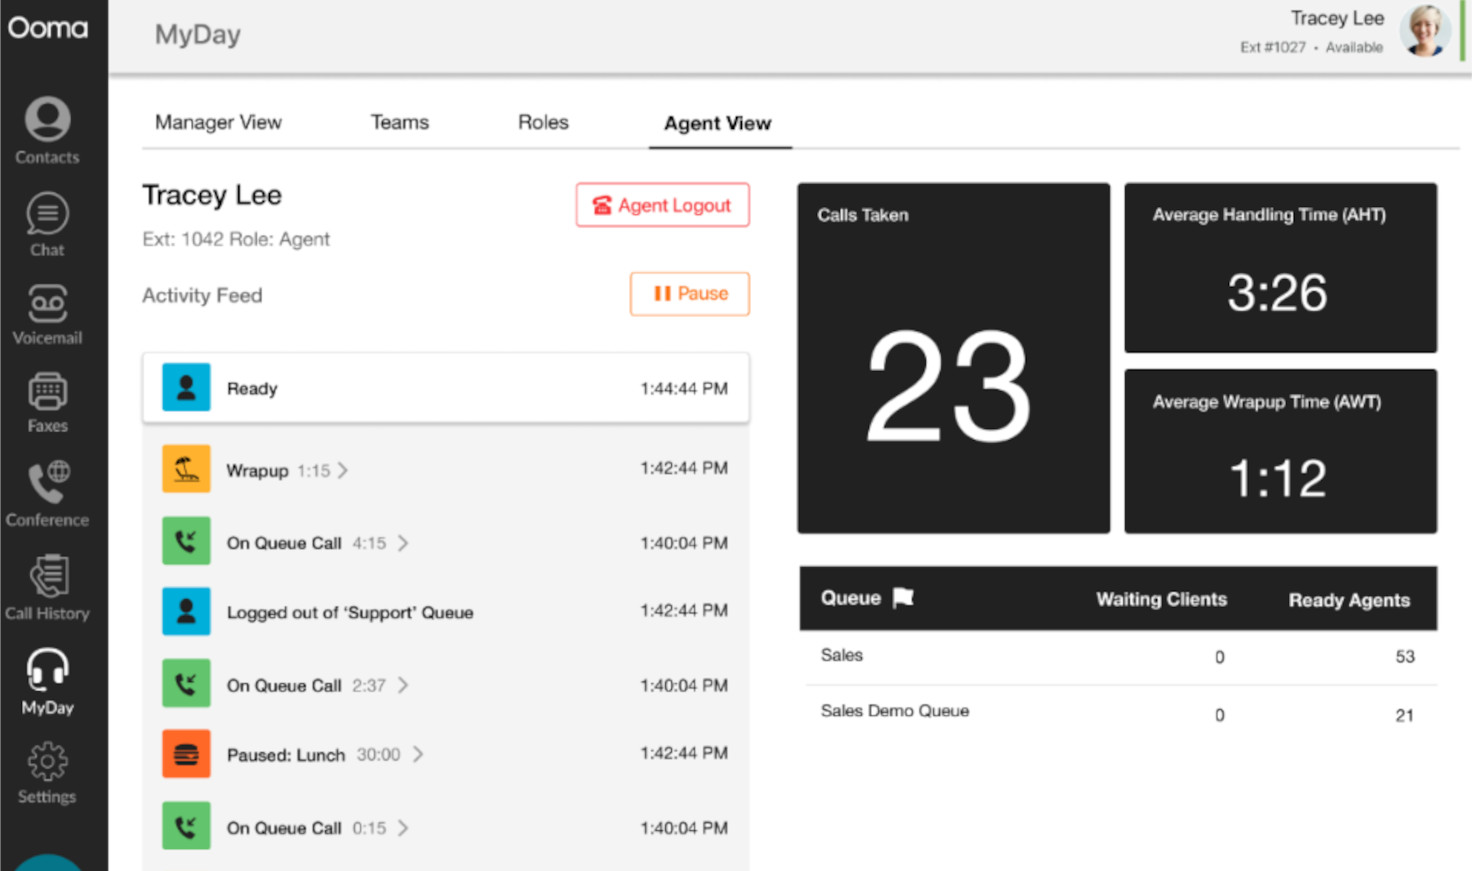 Ooma
MyDay
Tracey Lee
Ext #1027 • Available
Contacts
Chat
Voicemail
Faxes
Conference
Call History
MyDay
Settings
Manager View Teams Roles Agent View
Tracey Lee
Agent Logout
Ext: 1042 Role: Agent
Activity Feed
Pause
Ready 1:44:44 PM
Wrapup 1:15 1:42:44 PM
On Queue Call 4:15 1:40:04 PM
Logged out of ‘Support’ Queue 1:42:44 PM
On Queue Call 2:37 1:40:04 PM
Paused: Lunch 30:00 1:42:44 PM
On Queue Call 0:15 1:40:04 PM
Calls Taken
23
Average Handling Time (AHT)
3:26
Average Wrapup Time (AWT)
1:12
Queue Waiting Clients Ready Agents
Sales 0 53
Sales Demo Queue 0 21